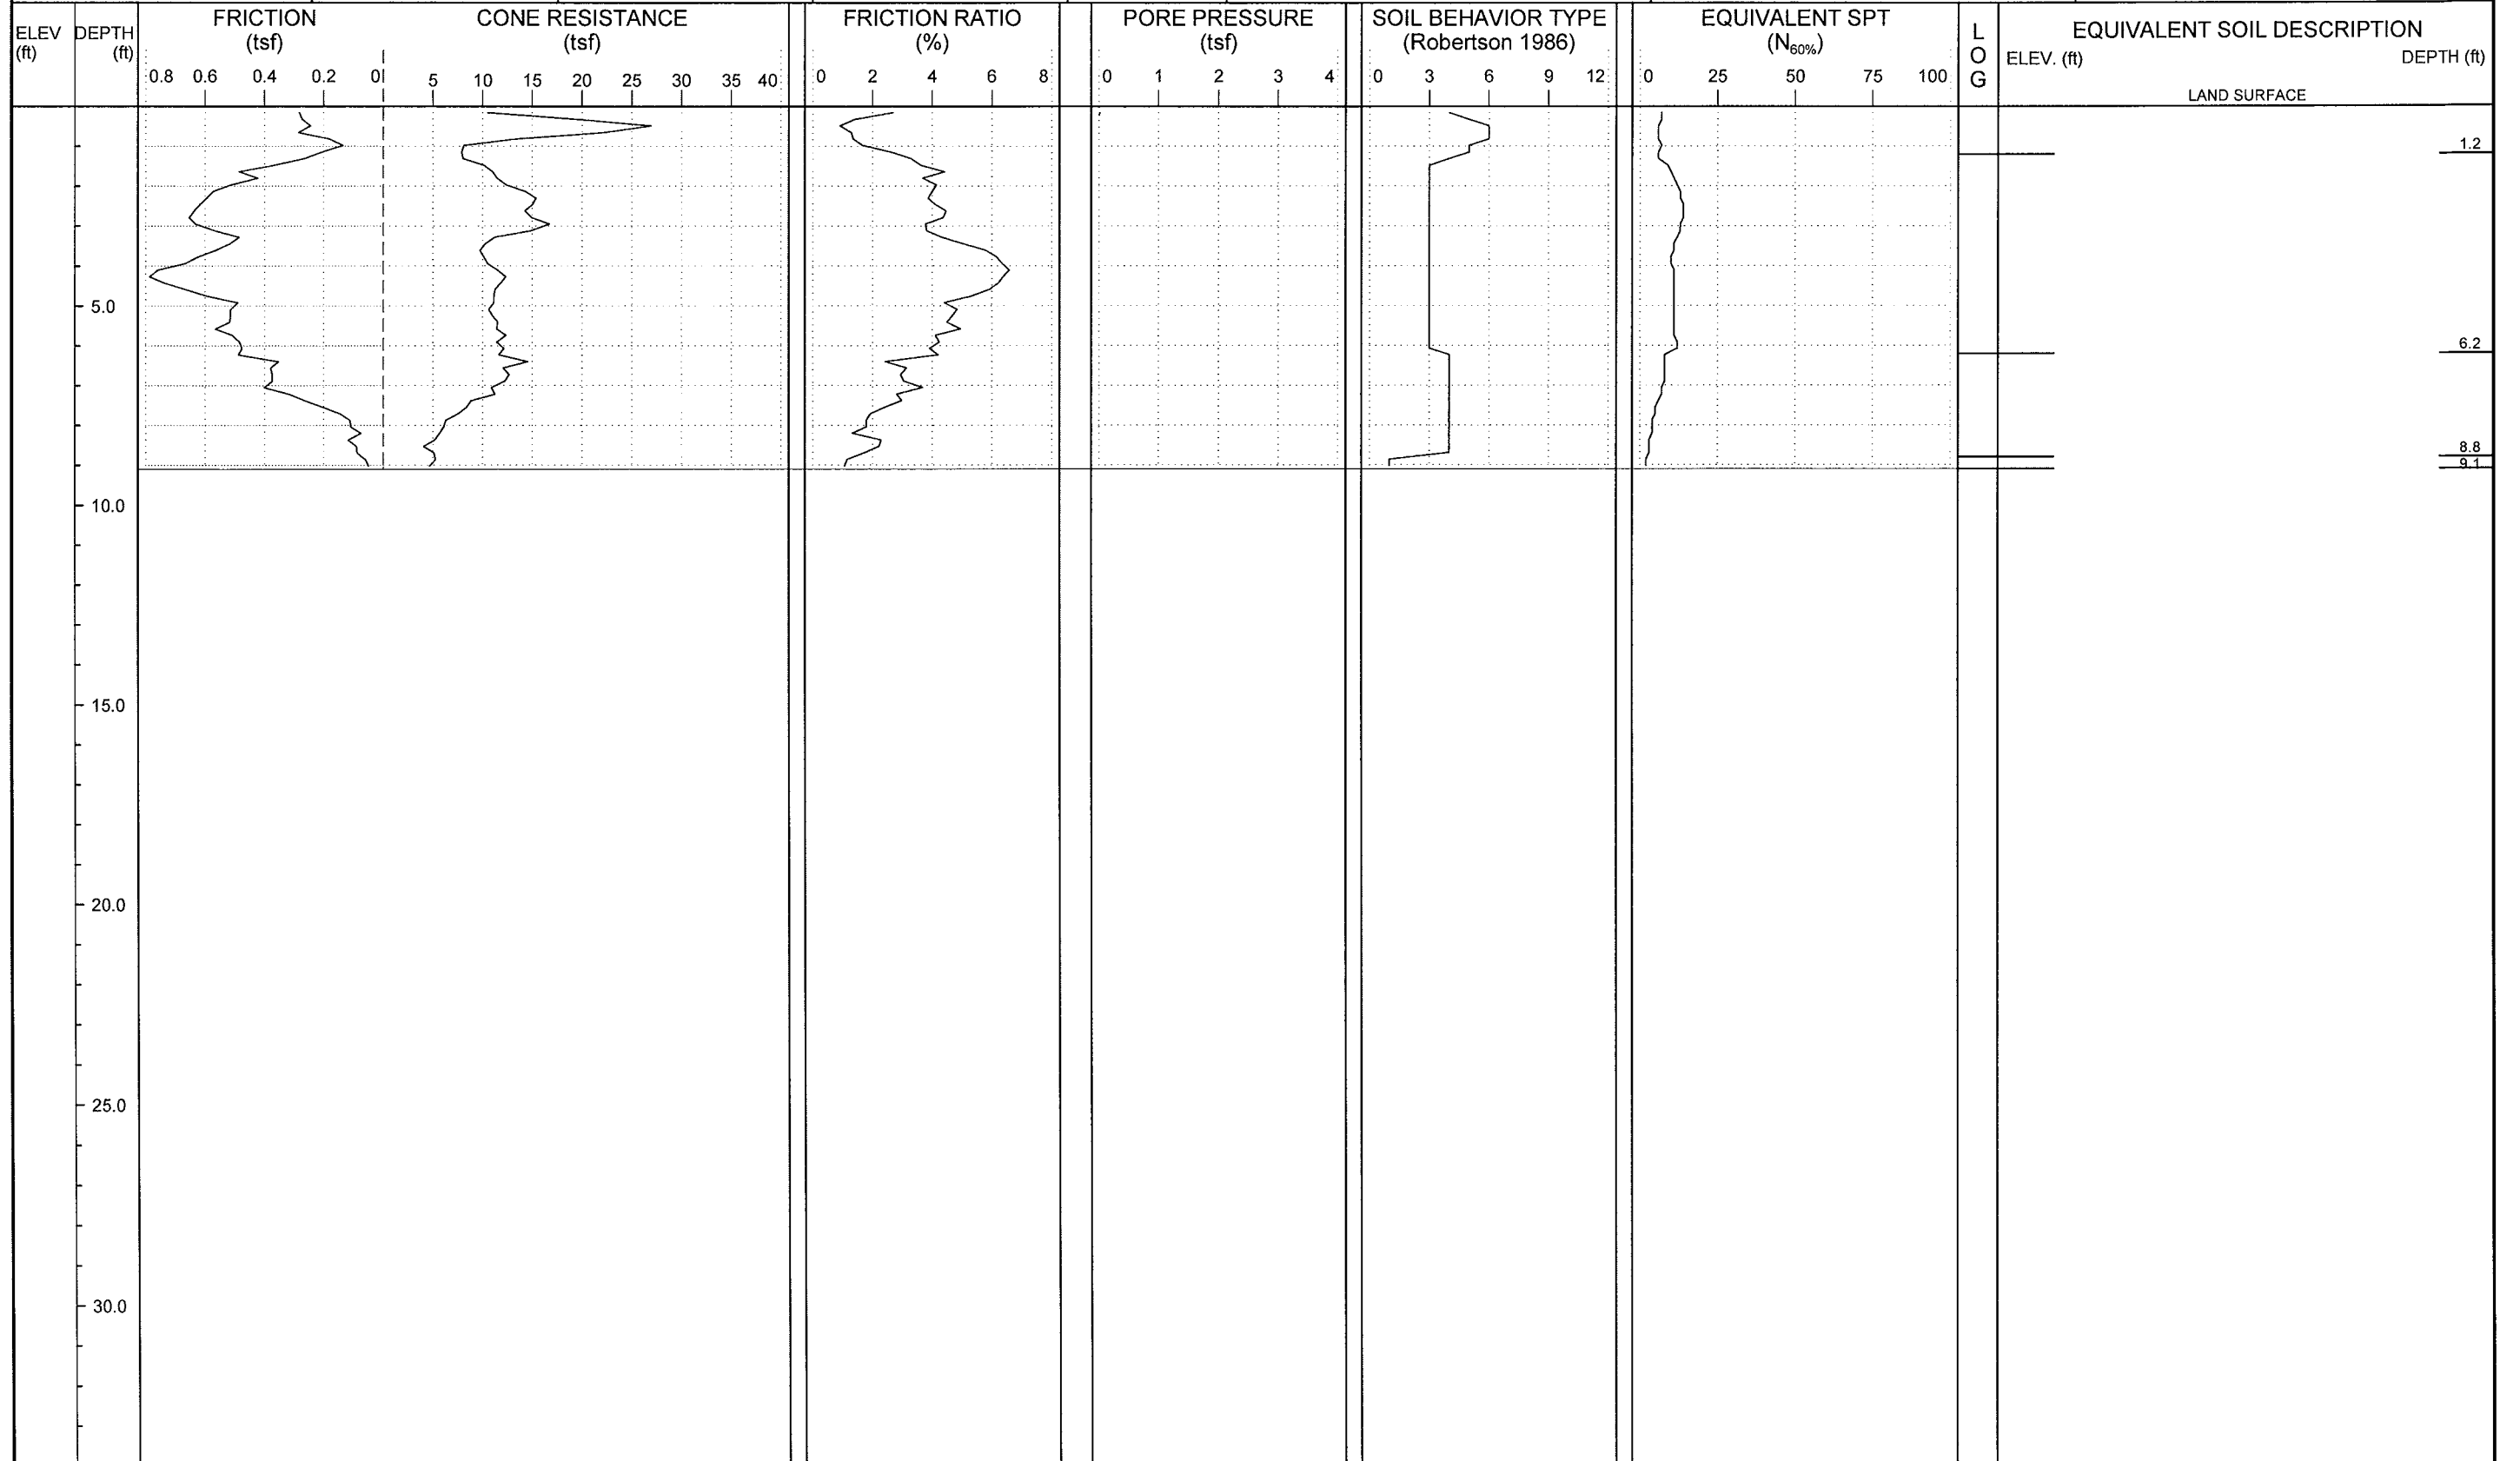 ELEV (ft)
DEPTH (ft)
FRICTION
(tsf)
0.8 0.6 0.4 0.2 0
CONE RESISTANCE
(tsf)
5 10 15 20 25 30 35 40
FRICTION RATIO
(%)
0 2 4 6 8
PORE PRESSURE
(tsf)
0 1 2 3 4
SOIL BEHAVIOR TYPE
(Robertson 1986)
0 3 6 9 12
EQUIVALENT SPT
(N60%)
0 25 50 75 100
L
O
G
EQUIVALENT SOIL DESCRIPTION
ELEV. (ft) DEPTH (ft)
LAND SURFACE
1.2
5.0
6.2
8.8
9.1
10.0
15.0
20.0
25.0
30.0